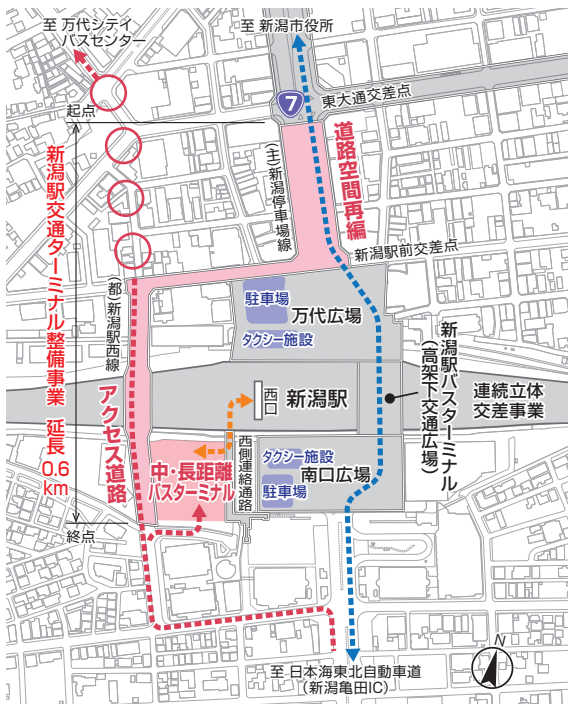 至 万代シテイ
バスセンター
至 新潟市役所
東大通交差点
7
起点
新潟駅交通ターミナル整備事業 延長 0.6 km
(主)新潟停車場線
道路空間再編
新潟駅前交差点
(都)新潟駅西線
アクセス道路
駐車場
万代広場
タクシー施設
西口
新潟駅
新潟駅バスターミナル
(高架下交通広場)
連続立体
交差事業
中・長距離
バスターミナル
西側連絡通路
タクシー施設
南口広場
駐車場
終点
至 日本海東北自動車道
(新潟亀田IC)
N